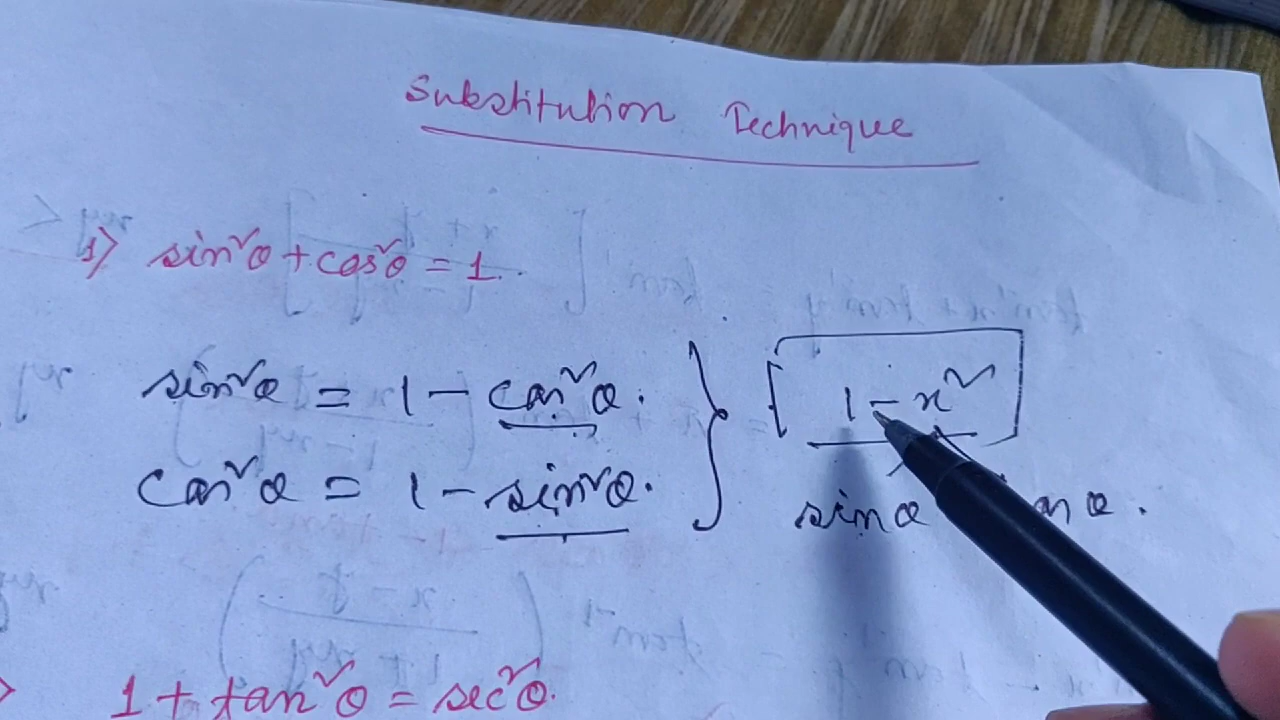 Substitution Technique
1) sin²θ + cos²θ = 1.
sin²θ = 1 - cos²θ. } [ 1 - x²
cos²θ = 1 - sin²θ.
sinθ
1 + tan²θ = sec²θ.